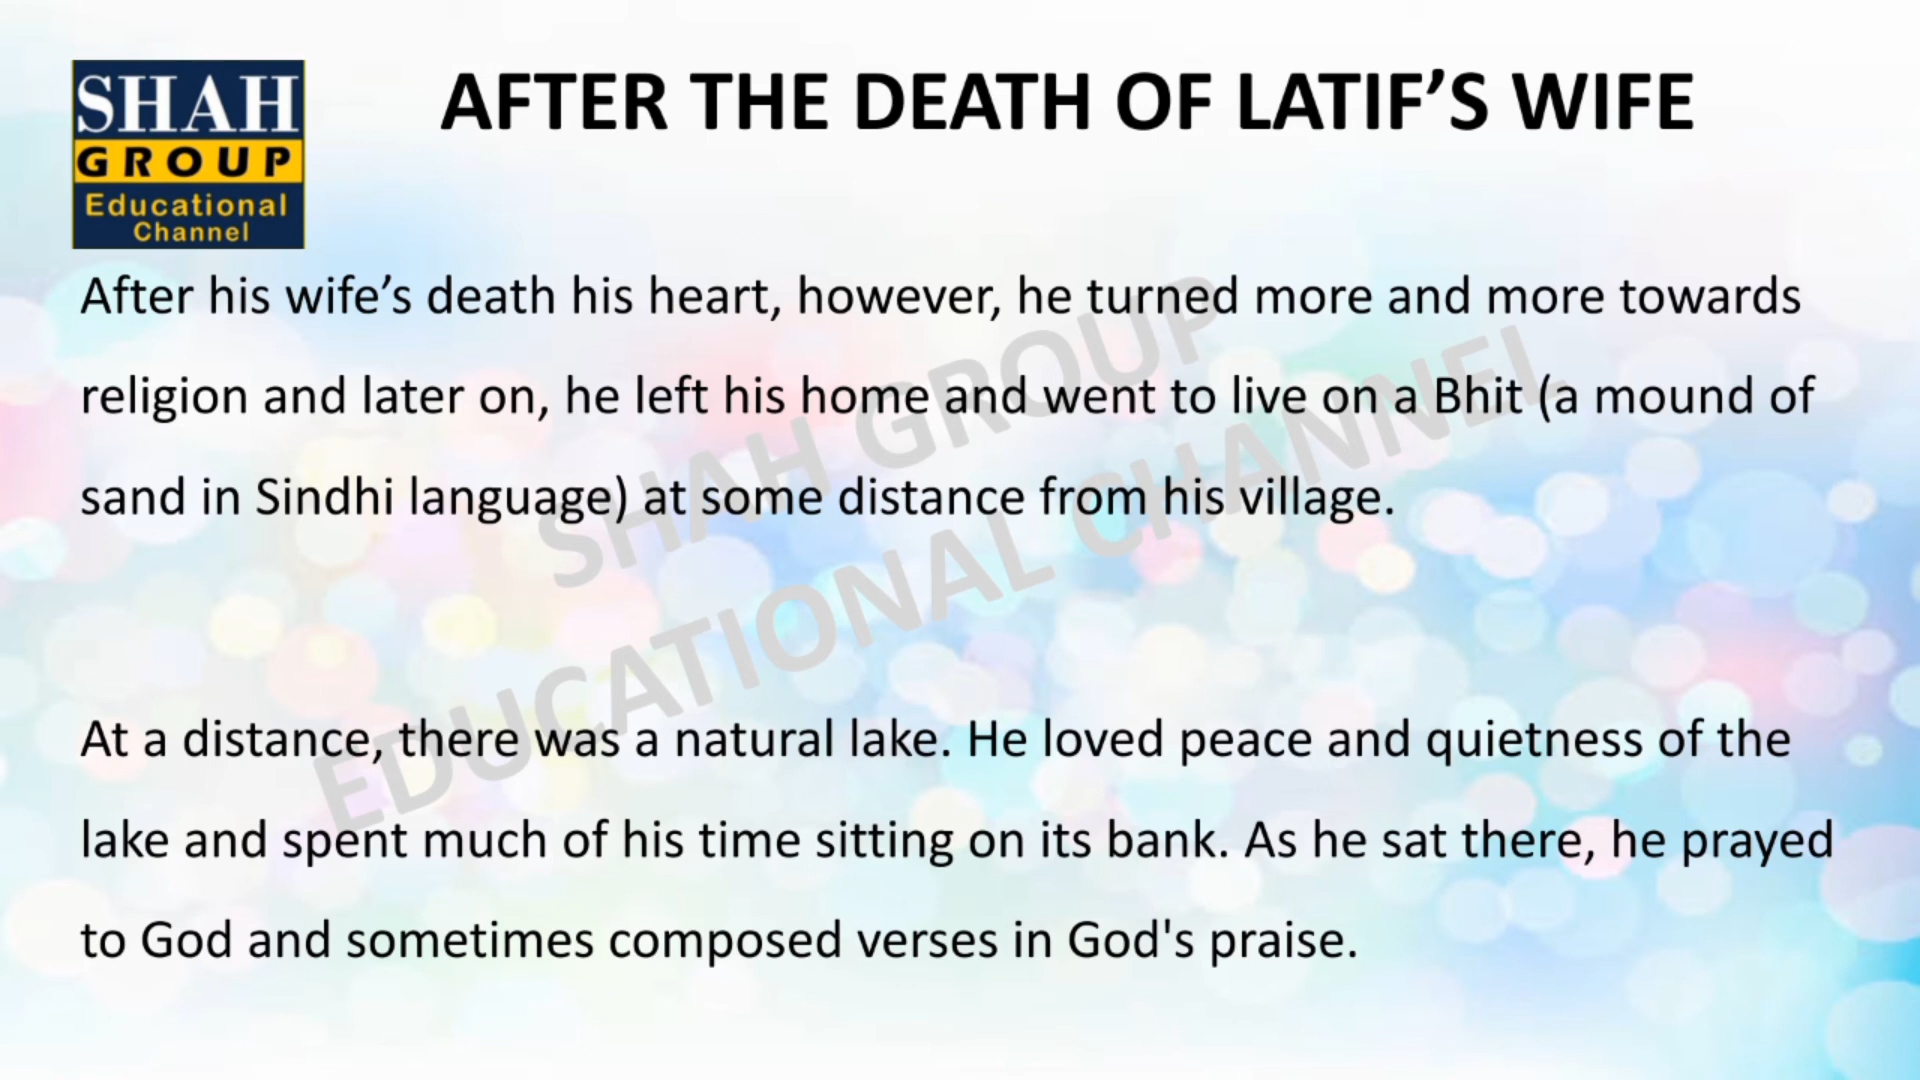 SHAH
GROUP
Educational
Channel
AFTER THE DEATH OF LATIF’S WIFE
After his wife’s death his heart, however, he turned more and more towards
religion and later on, he left his home and went to live on a Bhit (a mound of
sand in Sindhi language) at some distance from his village.
At a distance, there was a natural lake. He loved peace and quietness of the
lake and spent much of his time sitting on its bank. As he sat there, he prayed
to God and sometimes composed verses in God's praise.
SHAH GROUP
EDUCATIONAL CHANNEL